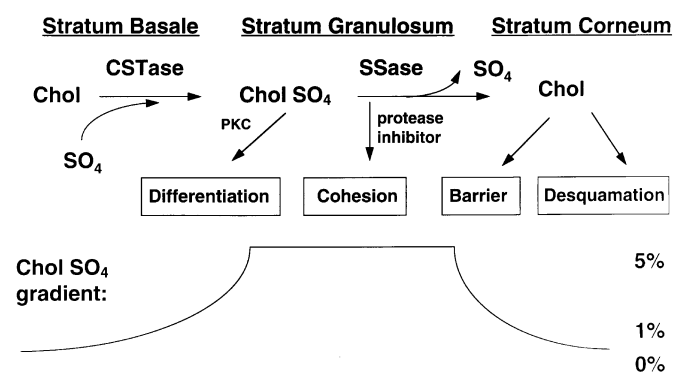 Stratum Basale Stratum Granulosum Stratum Corneum
CSTase SSase SO₄
Chol Chol SO₄ Chol
PKC protease
inhibitor
SO₄
Differentiation Cohesion Barrier Desquamation
Chol SO₄
gradient:
5%
1%
0%